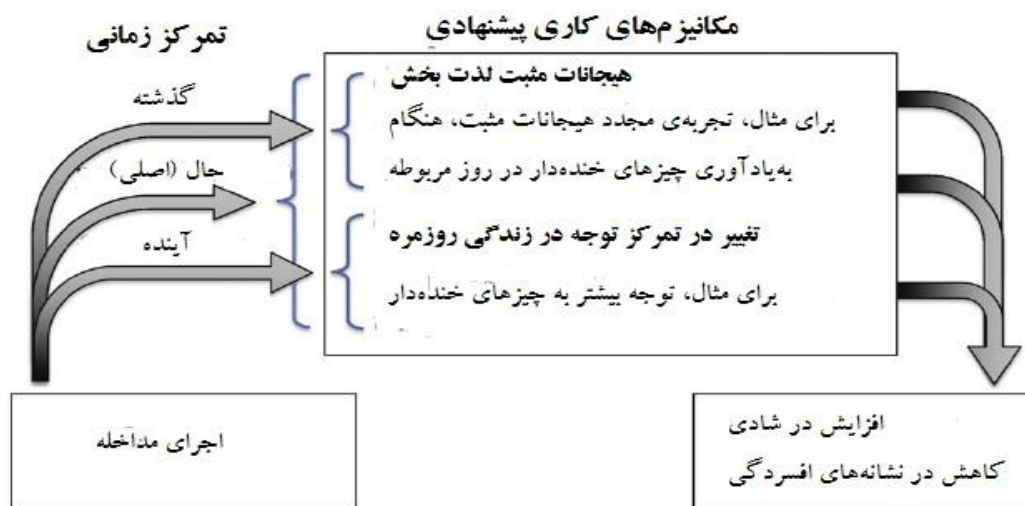 مکانیزم‌های کاری پیشنهادی
تمرکز زمانی
هیجانات مثبت لذت بخش
برای مثال، تجربه‌ی مجدد هیجانات مثبت، هنگام
به‌یادآوری چیزهای خنده‌دار در روز مربوطه
تغییر در تمرکز توجه در زندگی روزمره
برای مثال، توجه بیشتر به چیزهای خنده‌دار
گذشته
حال (اصلی)
آینده
اجرای مداخله
افزایش در شادی
کاهش در نشانه‌های افسردگی